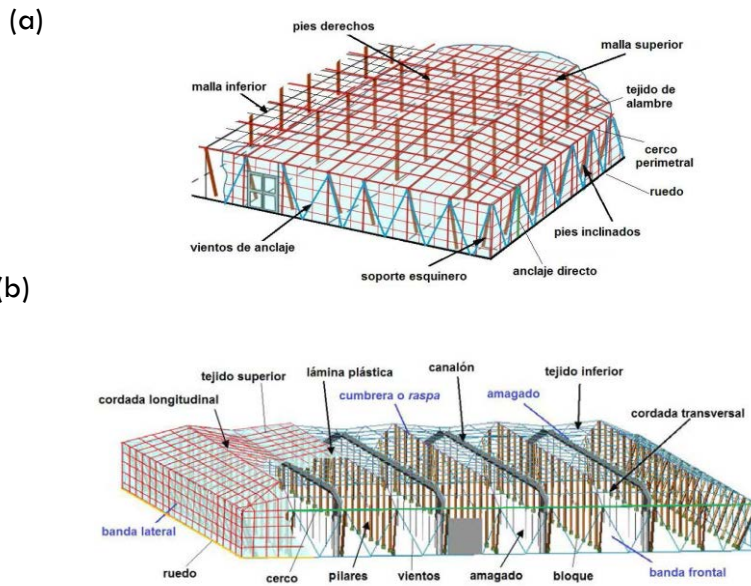 (a)
pies derechos
malla superior
malla inferior
tejido de
alambre
cerco
perimetral
ruedo
pies inclinados
vientos de anclaje
soporte esquinero
anclaje directo
(b)
tejido superior
lámina plástica
canalón
tejido inferior
cordada longitudinal
cumbrera o raspa
amagado
cordada transversal
banda lateral
ruedo
cerco
pilares
vientos
amagado
bloque
banda frontal